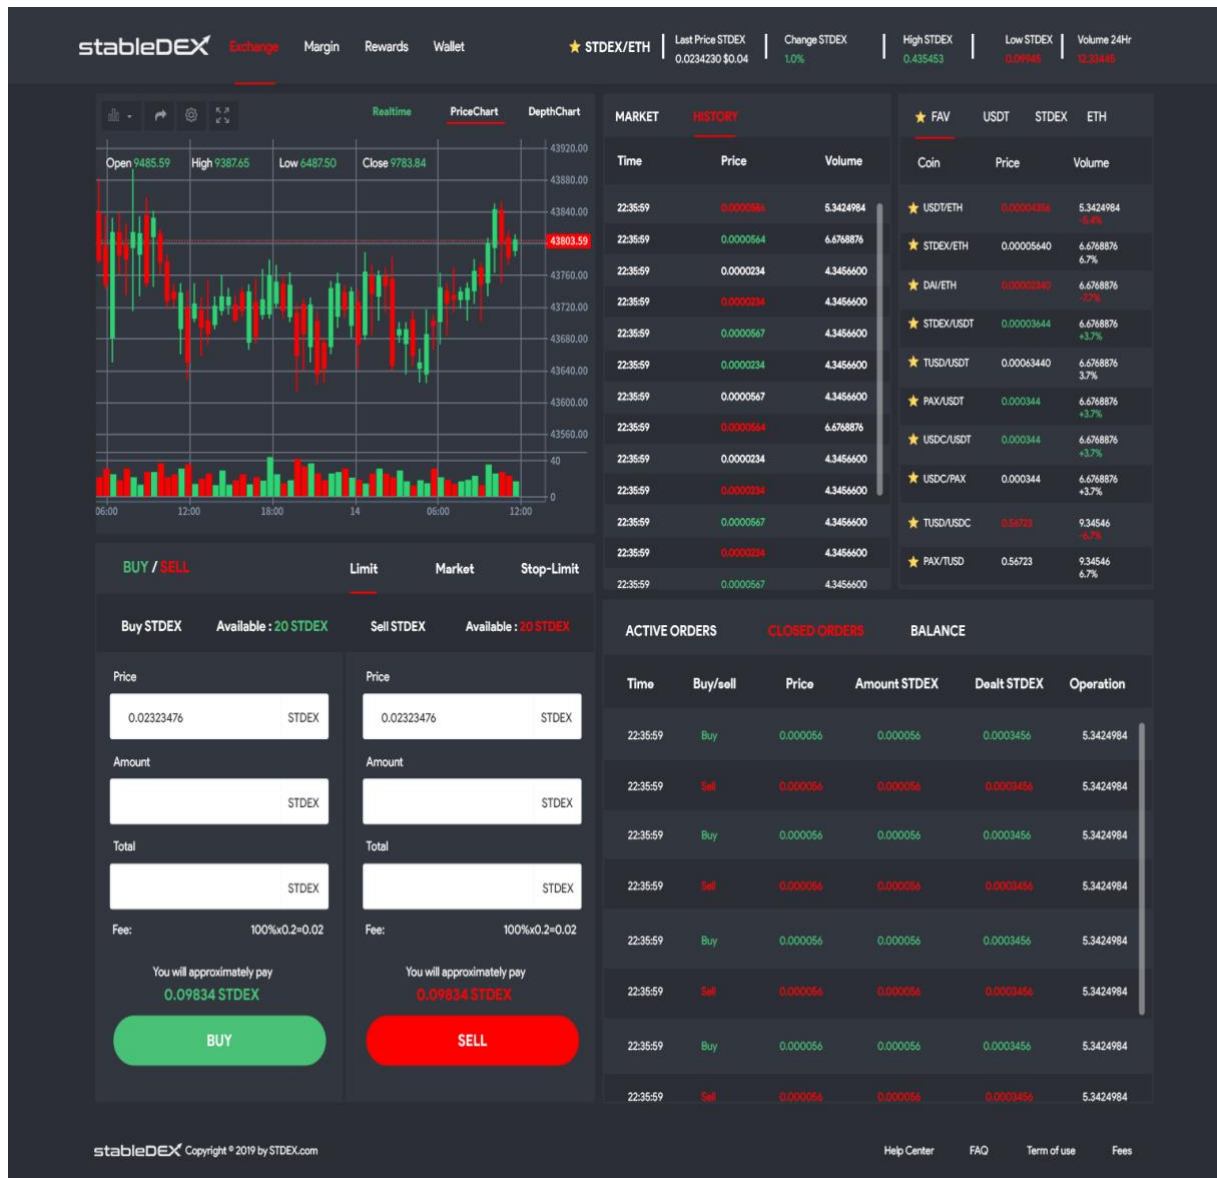 stableDEX Exchange Margin Rewards Wallet STDEX/ETH
Last Price STDEX Change STDEX High STDEX Low STDEX Volume 24Hr
0.0234230 $0.04 1.0% 0.435453 0.09945 12.33445
Realtime PriceChart DepthChart
Open 9485.59 High 9387.65 Low 6487.50 Close 9783.84
43920.00
43880.00
43840.00
43803.59
43760.00
43720.00
43680.00
43640.00
43600.00
43560.00
40
0
06:00 12:00 18:00 14 06:00 12:00
MARKET HISTORY
Time Price Volume
22:35:59 0.0000556 5.3424984
22:35:59 0.0000564 6.6768876
22:35:59 0.0000234 4.3456600
22:35:59 0.0000234 4.3456600
22:35:59 0.0000567 4.3456600
22:35:59 0.0000234 4.3456600
22:35:59 0.0000567 4.3456600
22:35:59 0.0000564 6.6768876
22:35:59 0.0000234 4.3456600
22:35:59 0.0000234 4.3456600
22:35:59 0.0000567 4.3456600
22:35:59 0.0000234 4.3456600
22:35:59 0.0000567 4.3456600
FAV USDT STDEX ETH
Coin Price Volume
USDT/ETH 0.00004356 5.3424984
-5.4%
STDEX/ETH 0.00005640 6.6768876
6.7%
DAI/ETH 0.00002340 6.6768876
-7.7%
STDEX/USDT 0.00003644 6.6768876
+3.7%
TUSD/USDT 0.00063440 6.6768876
3.7%
PAX/USDT 0.000344 6.6768876
+3.7%
USDC/USDT 0.000344 6.6768876
+3.7%
USDC/PAX 0.000344 6.6768876
+3.7%
TUSD/USDC 0.56723 9.34546
-6.7%
PAX/TUSD 0.56723 9.34546
6.7%
BUY / SELL Limit Market Stop-Limit
Buy STDEX Available : 20 STDEX Sell STDEX Available : 20 STDEX
Price Price
0.02323476 STDEX 0.02323476 STDEX
Amount Amount
STDEX STDEX
Total Total
STDEX STDEX
Fee: 100%x0.2=0.02 Fee: 100%x0.2=0.02
You will approximately pay You will approximately pay
0.09834 STDEX 0.09834 STDEX
BUY SELL
ACTIVE ORDERS CLOSED ORDERS BALANCE
Time Buy/sell Price Amount STDEX Dealt STDEX Operation
22:35:59 Buy 0.000056 0.000056 0.0003456 5.3424984
22:35:59 Sell 0.000056 0.000056 0.0003456 5.3424984
22:35:59 Buy 0.000056 0.000056 0.0003456 5.3424984
22:35:59 Sell 0.000056 0.000056 0.0003456 5.3424984
22:35:59 Buy 0.000056 0.000056 0.0003456 5.3424984
22:35:59 Sell 0.000056 0.000056 0.0003456 5.3424984
22:35:59 Buy 0.000056 0.000056 0.0003456 5.3424984
22:35:59 Sell 0.000056 0.000056 0.0003456 5.3424984
stableDEX Copyright © 2019 by STDEX.com Help Center FAQ Term of use Fees